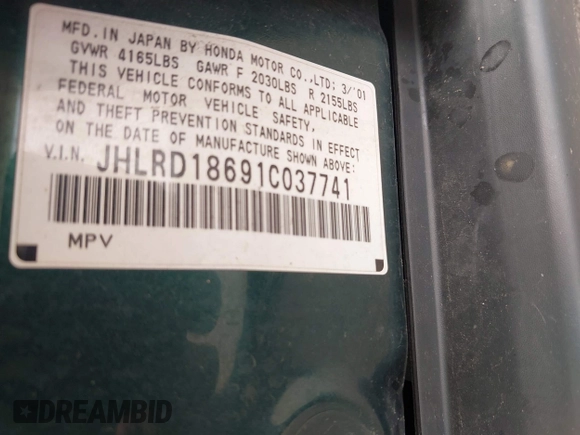 MFD.IN JAPAN BY HONDA MOTOR CO.,LTD: 3/'01
GVWR 4165LBS GAWR F 2030LBS R 2155LBS
THIS VEHICLE CONFORMS TO ALL APPLICABLE
FEDERAL MOTOR VEHICLE SAFETY,
AND THEFT PREVENTION STANDARDS IN EFFECT
ON THE DATE OF MANUFACTURE SHOWN ABOVE:
V.I.N. JHLRD18691C037741
MPV
DREAMBID